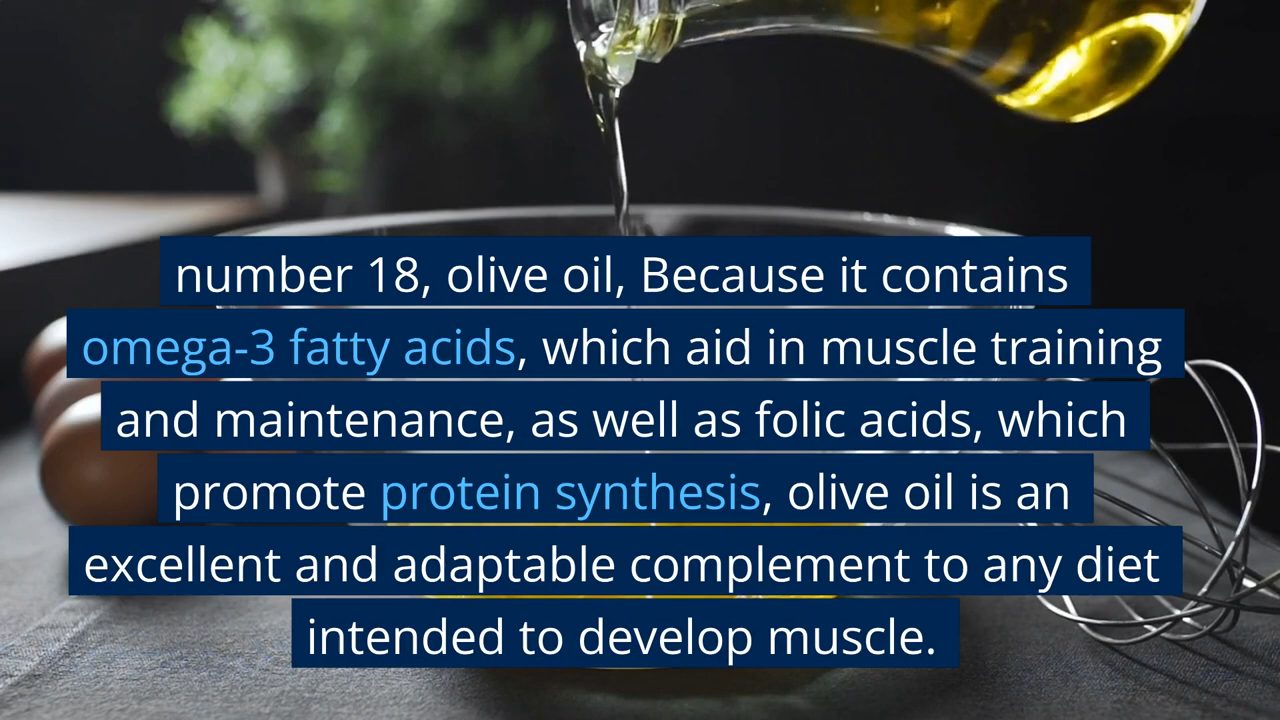 number 18, olive oil, Because it contains
omega-3 fatty acids, which aid in muscle training
and maintenance, as well as folic acids, which
promote protein synthesis, olive oil is an
excellent and adaptable complement to any diet
intended to develop muscle.